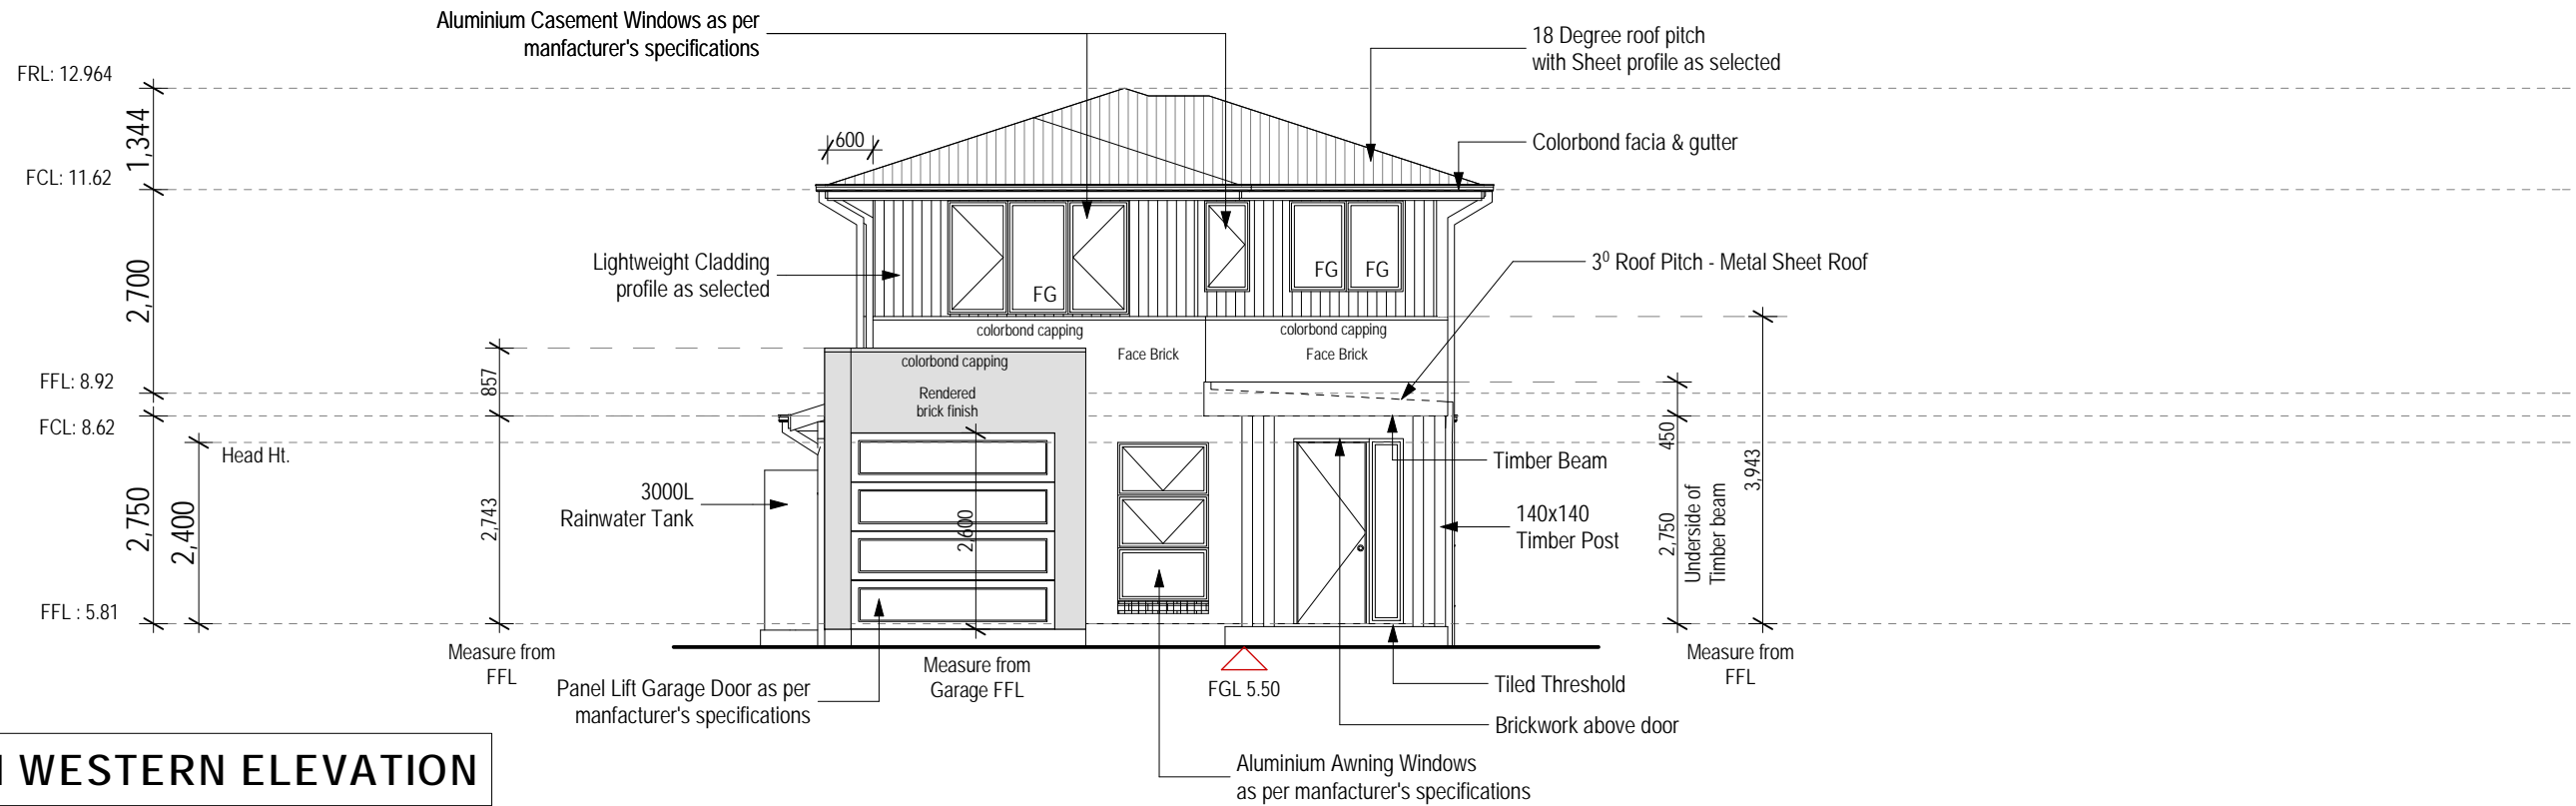 Aluminium Casement Windows as per
manfacturer's specifications
18 Degree roof pitch
with Sheet profile as selected
FRL: 12.964
1,344
600
Colorbond facia & gutter
FCL: 11.62
2,700
Lightweight Cladding
profile as selected
FG
FG
FG
3⁰ Roof Pitch - Metal Sheet Roof
colorbond capping
colorbond capping
Face Brick
Face Brick
colorbond capping
857
FFL: 8.92
Rendered
brick finish
FCL: 8.62
450
Head Ht.
Timber Beam
3,943
3000L
Rainwater Tank
2,750
2,400
2,743
2,600
140x140
Timber Post
2,750
Underside of
Timber beam
FFL : 5.81
Measure from
FFL
Measure from
Garage FFL
Measure from
FFL
Panel Lift Garage Door as per
manfacturer's specifications
FGL 5.50
Tiled Threshold
Brickwork above door
WESTERN ELEVATION
Aluminium Awning Windows
as per manfacturer's specifications